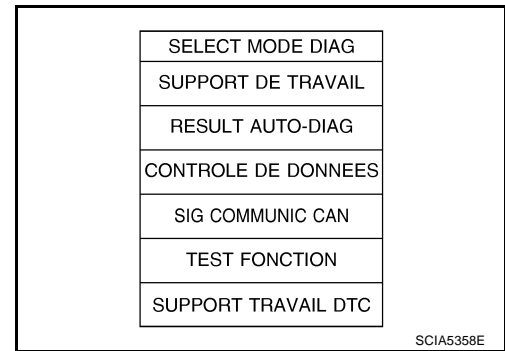 SELECT MODE DIAG
SUPPORT DE TRAVAIL
RESULT AUTO-DIAG
CONTROLE DE DONNEES
SIG COMMUNIC CAN
TEST FONCTION
SUPPORT TRAVAIL DTC
SCIA5358E